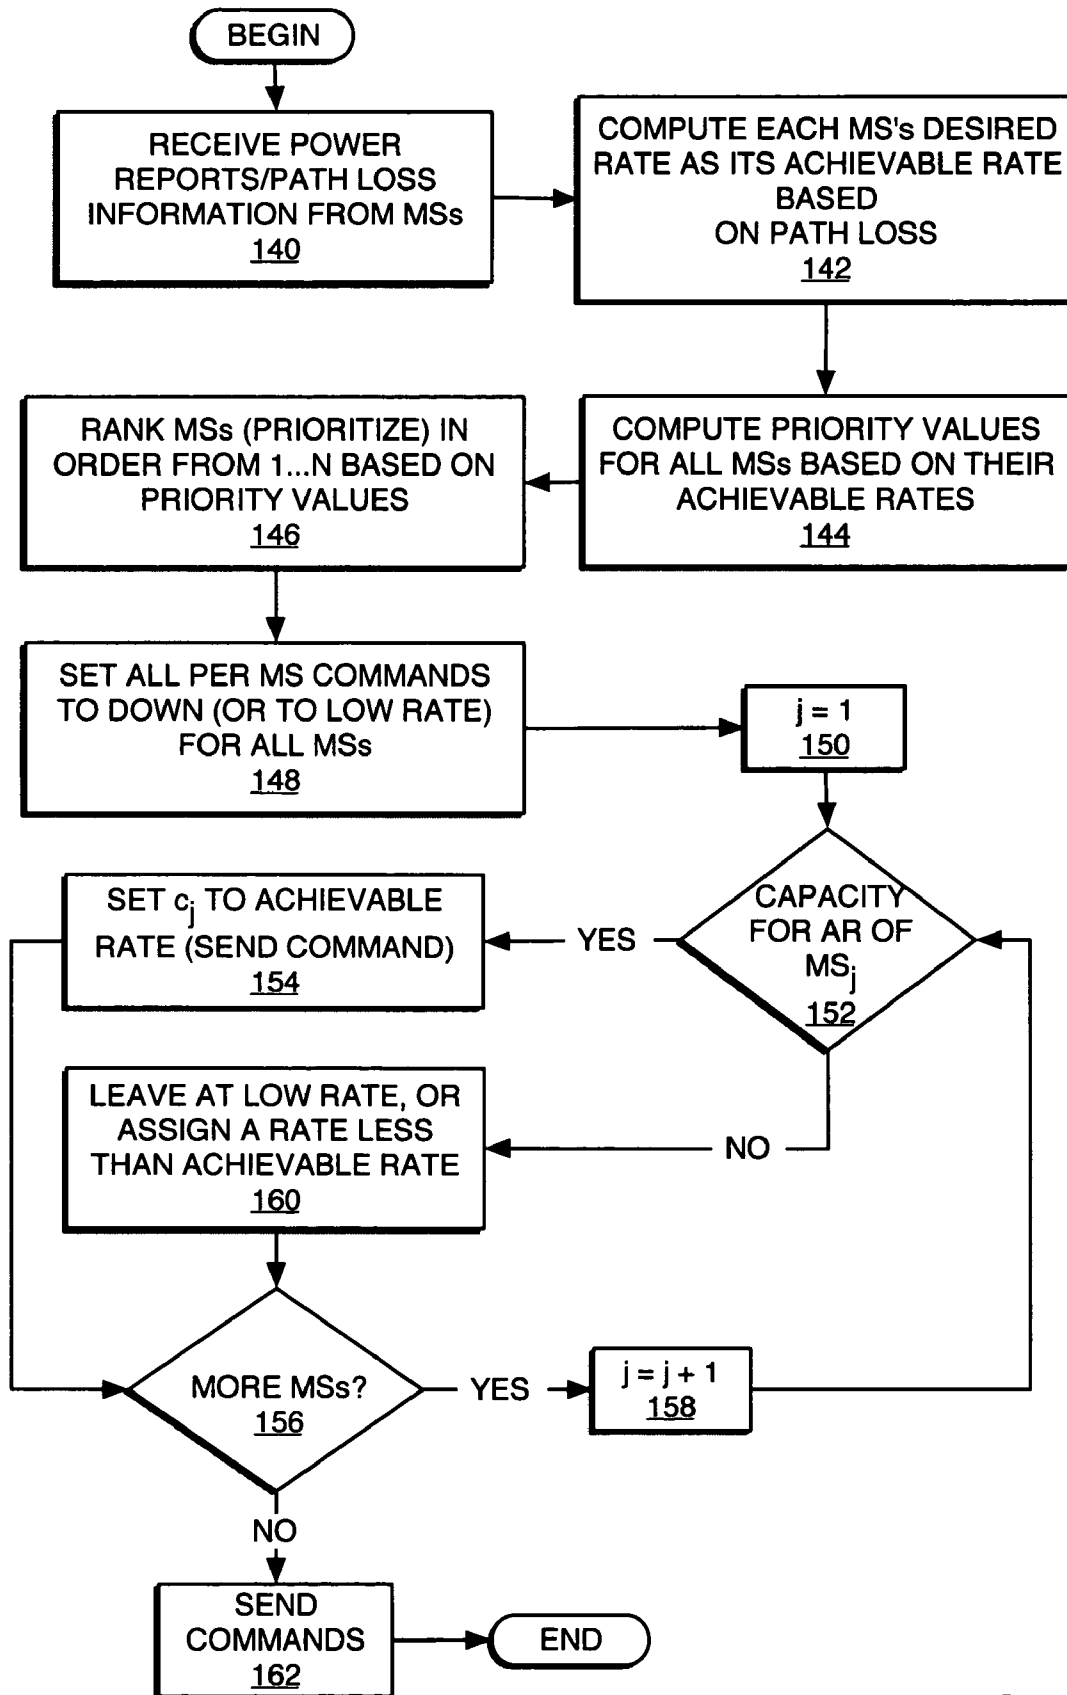 BEGIN
RECEIVE POWER
REPORTS/PATH LOSS
INFORMATION FROM MSs
140
COMPUTE EACH MS's DESIRED
RATE AS ITS ACHIEVABLE RATE
BASED
ON PATH LOSS
142
COMPUTE PRIORITY VALUES
FOR ALL MSs BASED ON THEIR
ACHIEVABLE RATES
144
RANK MSs (PRIORITIZE) IN
ORDER FROM 1...N BASED ON
PRIORITY VALUES
146
SET ALL PER MS COMMANDS
TO DOWN (OR TO LOW RATE)
FOR ALL MSs
148
j = 1
150
CAPACITY
FOR AR OF
MSj
152
YES
SET cj TO ACHIEVABLE
RATE (SEND COMMAND)
154
NO
LEAVE AT LOW RATE, OR
ASSIGN A RATE LESS
THAN ACHIEVABLE RATE
160
MORE MSs?
156
YES
j = j + 1
158
NO
SEND
COMMANDS
162
END